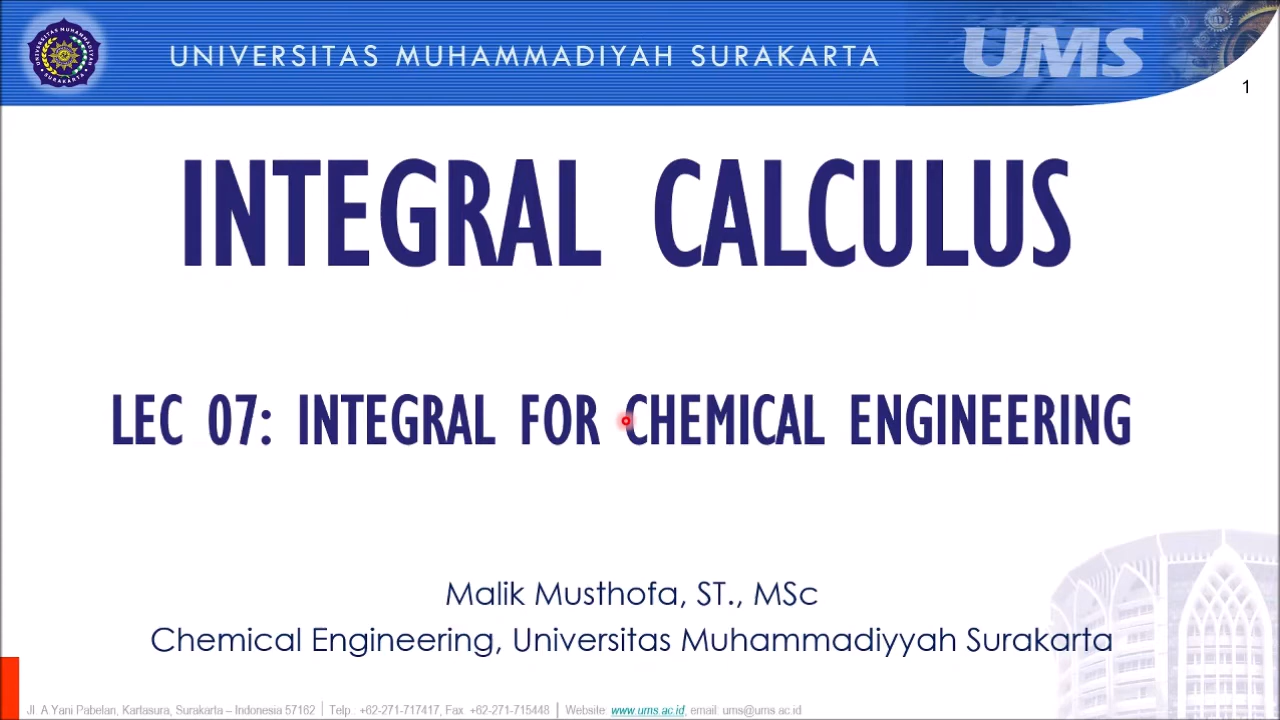 UNIVERSITAS MUHAMMADIYAH SURAKARTA
UMS
1
INTEGRAL CALCULUS
LEC 07: INTEGRAL FOR CHEMICAL ENGINEERING
Malik Musthofa, ST., MSc
Chemical Engineering, Universitas Muhammadiyyah Surakarta
Jl. A Yani Pabelan, Kartasura, Surakarta – Indonesia 57162 | Telp. +62-271-717417, Fax. +62-271-715448 | Website: www.ums.ac.id, email: ums@ums.ac.id